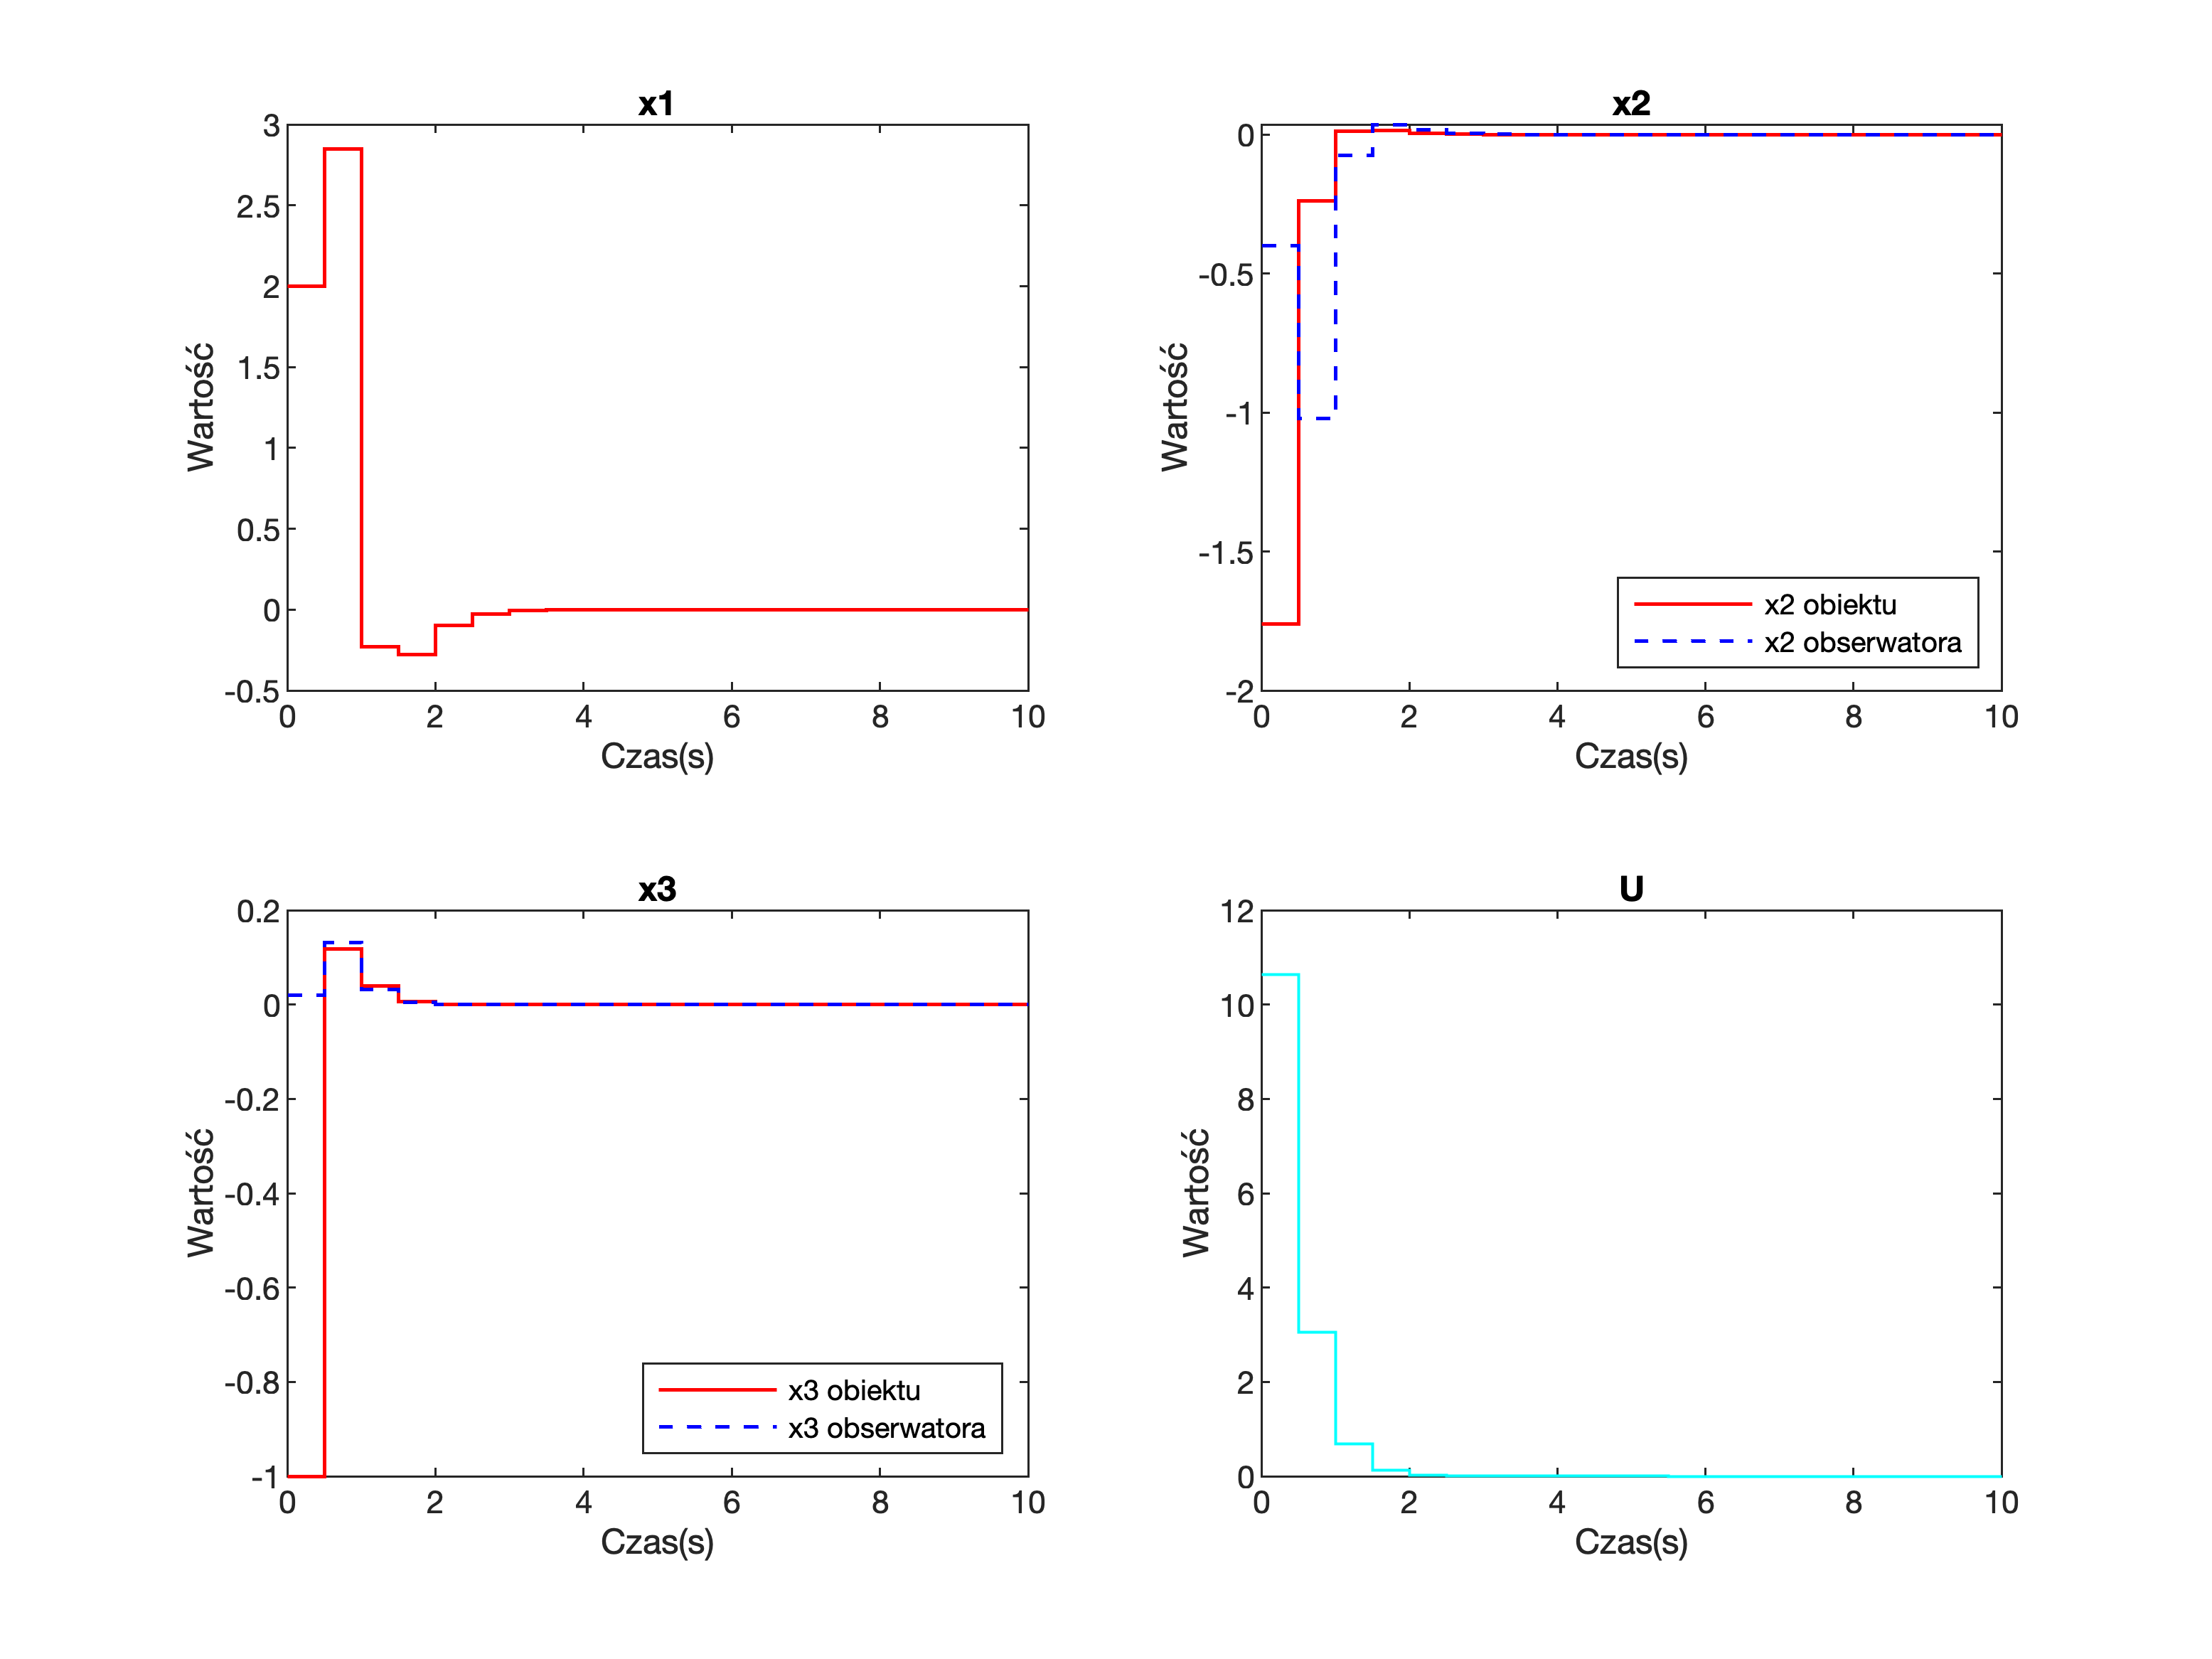 x1
3
2.5
2
1.5
1
0.5
0
-0.5
0 2 4 6 8 10
Wartość
Czas(s)
x2
0
-0.5
-1
-1.5
-2
0 2 4 6 8 10
Wartość
Czas(s)
x2 obiektu
x2 obserwatora
x3
0.2
0
-0.2
-0.4
-0.6
-0.8
-1
0 2 4 6 8 10
Wartość
Czas(s)
x3 obiektu
x3 obserwatora
U
12
10
8
6
4
2
0
0 2 4 6 8 10
Wartość
Czas(s)